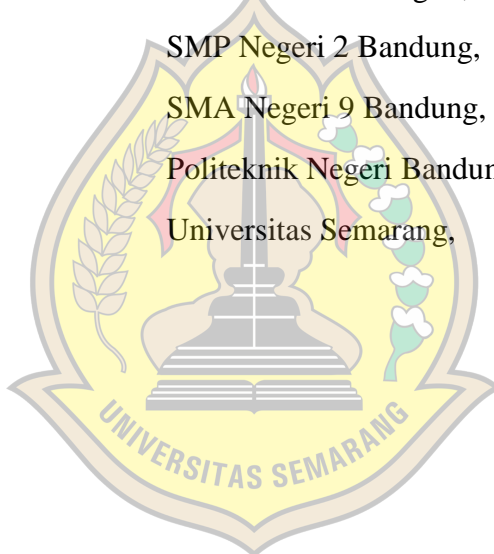 SMP Negeri 2 Bandung,
SMA Negeri 9 Bandung,
Politeknik Negeri Bandun
Universitas Semarang,
UNIVERSITAS SEMARANG